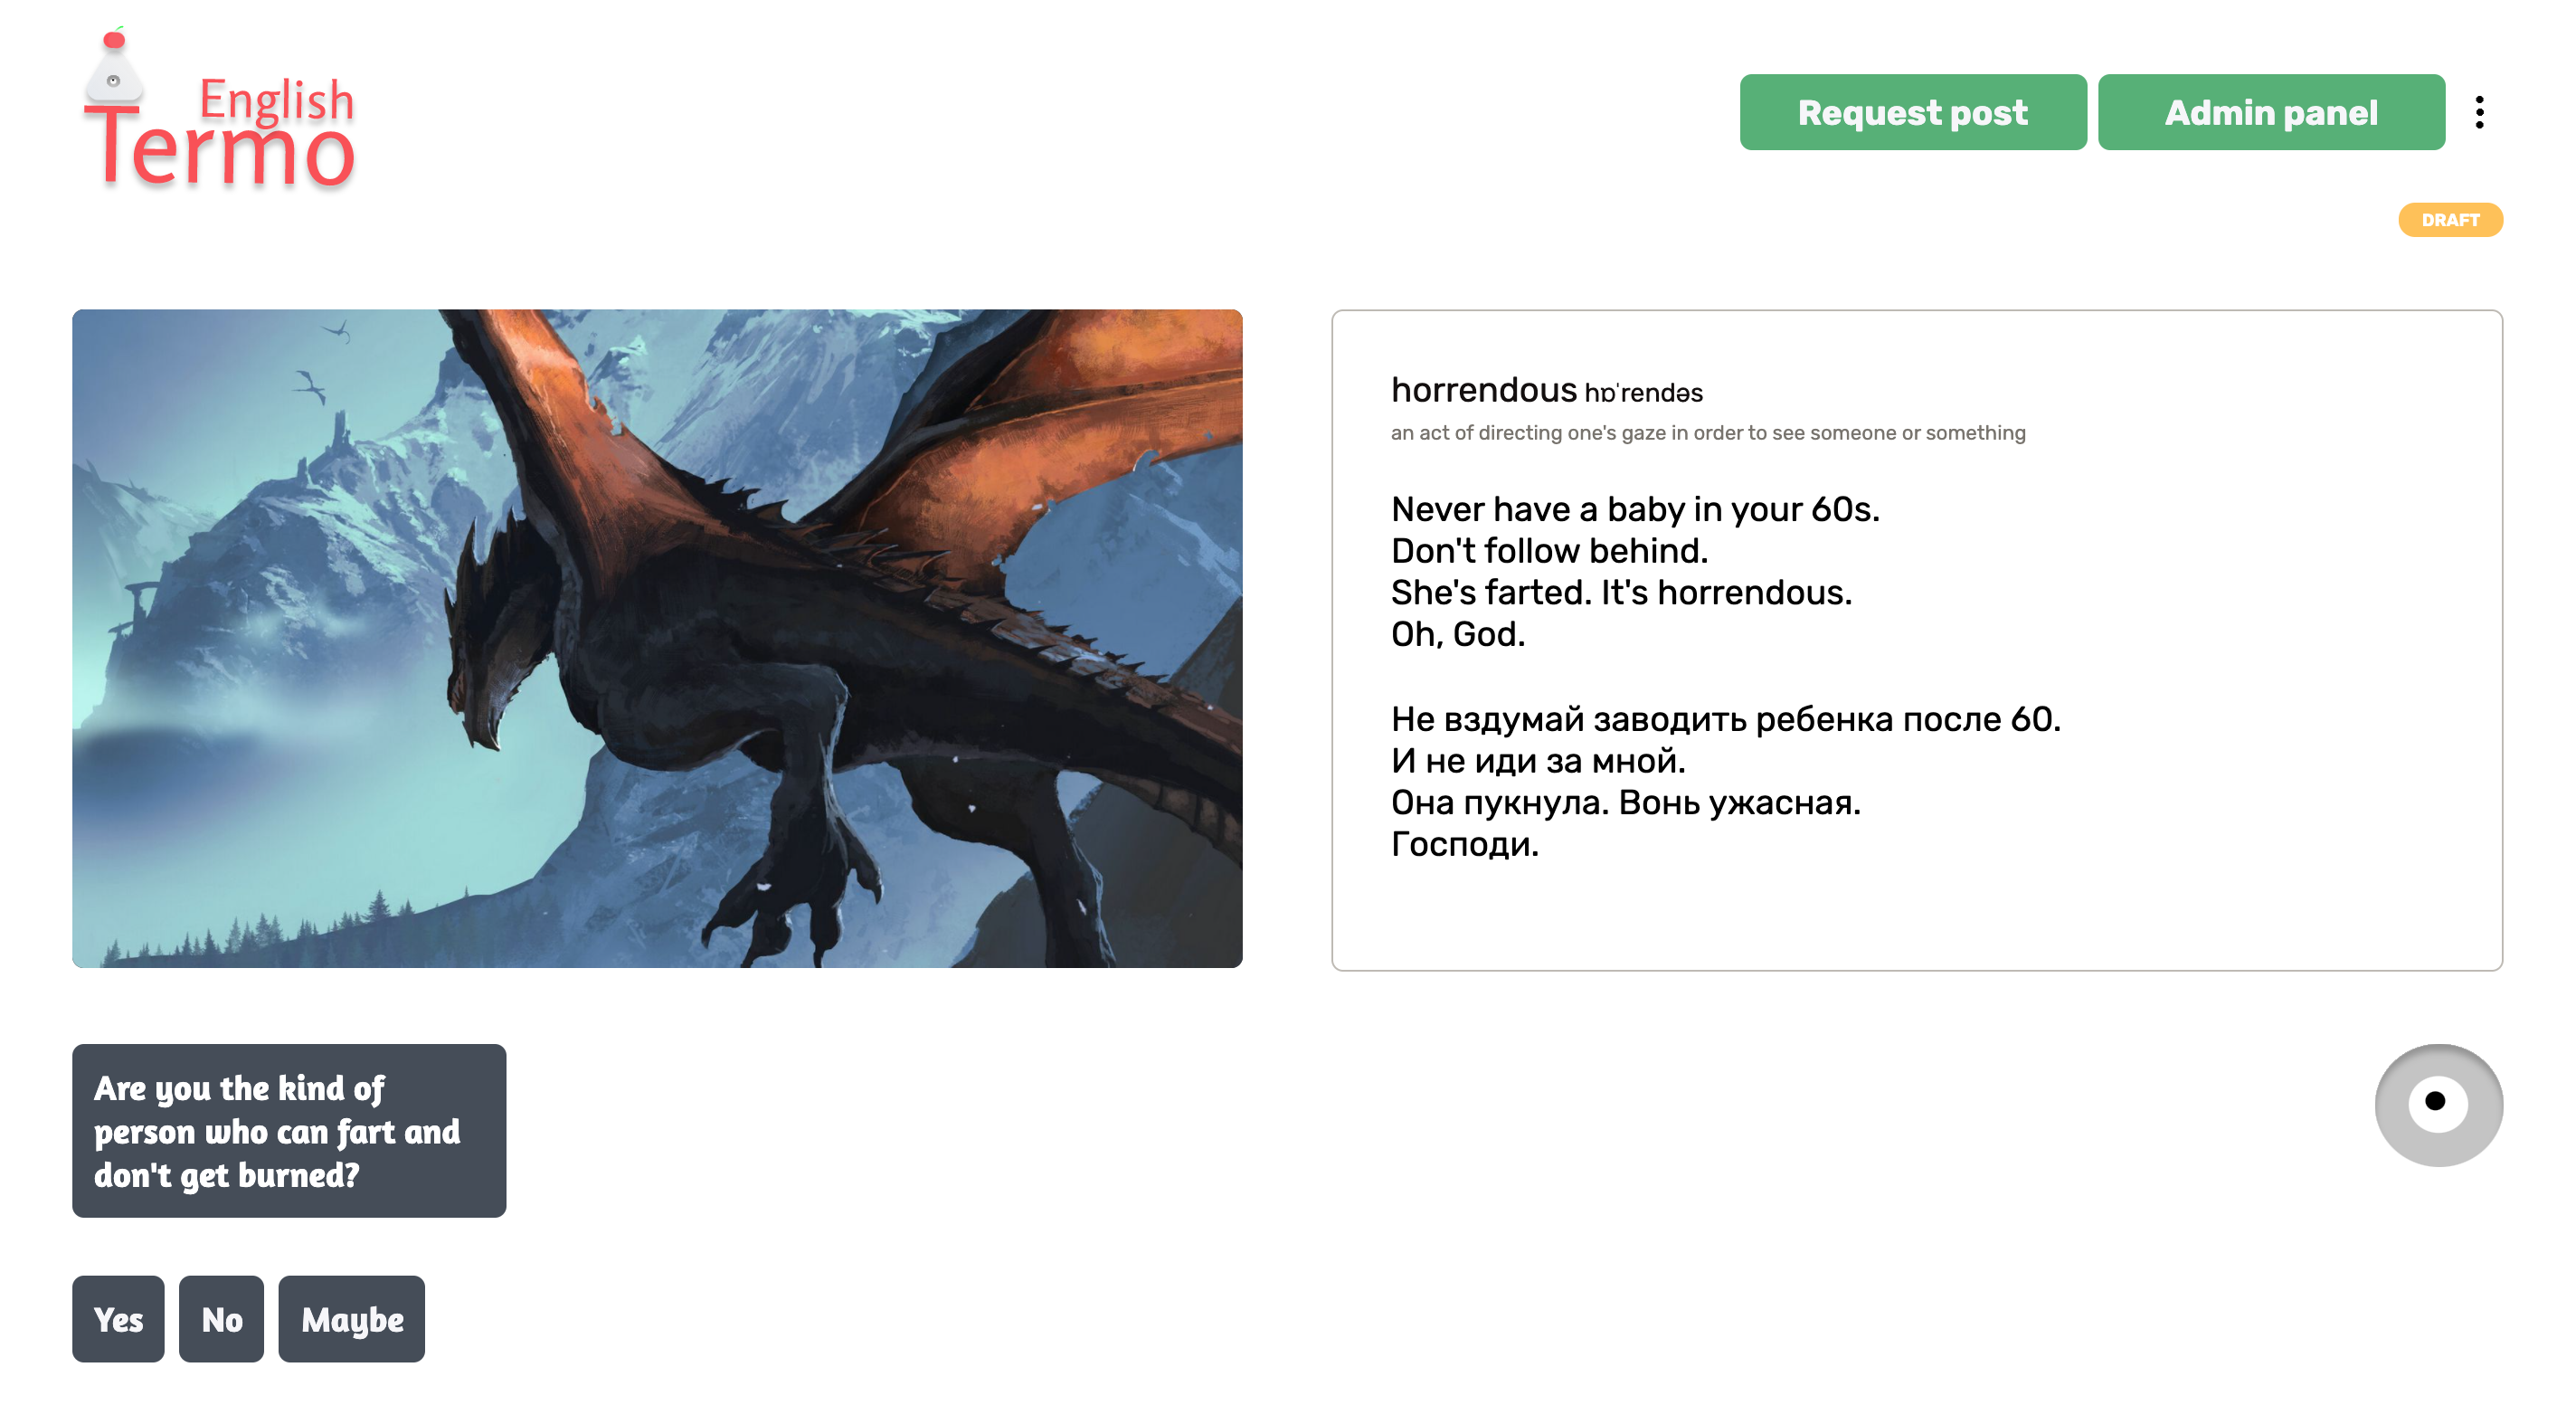 English
Termo
Request post
Admin panel
DRAFT
horrendous hɒˈrendəs
an act of directing one's gaze in order to see someone or something
Never have a baby in your 60s.
Don't follow behind.
She's farted. It's horrendous.
Oh, God.
Не вздумай заводить ребенка после 60.
И не иди за мной.
Она пукнула. Вонь ужасная.
Господи.
Are you the kind of
person who can fart and
don't get burned?
Yes
No
Maybe